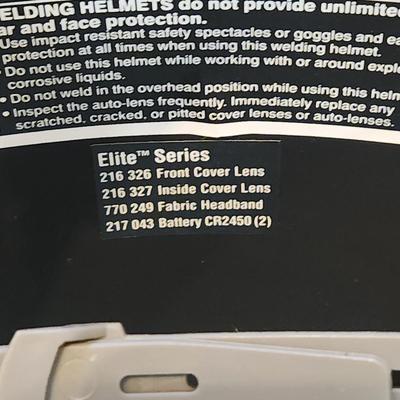 WELDING HELMETS do not provide unlimited
ar and face protection.
Use impact resistant safety spectacles or goggles and ea
protection at all times when using this welding helmet.
• Do not use this helmet while working with or around explo
corrosive liquids.
• Do not weld in the overhead position while using this helm
• Inspect the auto-lens frequently. Immediately replace any
scratched, cracked, or pitted cover lenses or auto-lenses.
Elite™ Series
216 326 Front Cover Lens
216 327 Inside Cover Lens
770 249 Fabric Headband
217 043 Battery CR2450 (2)